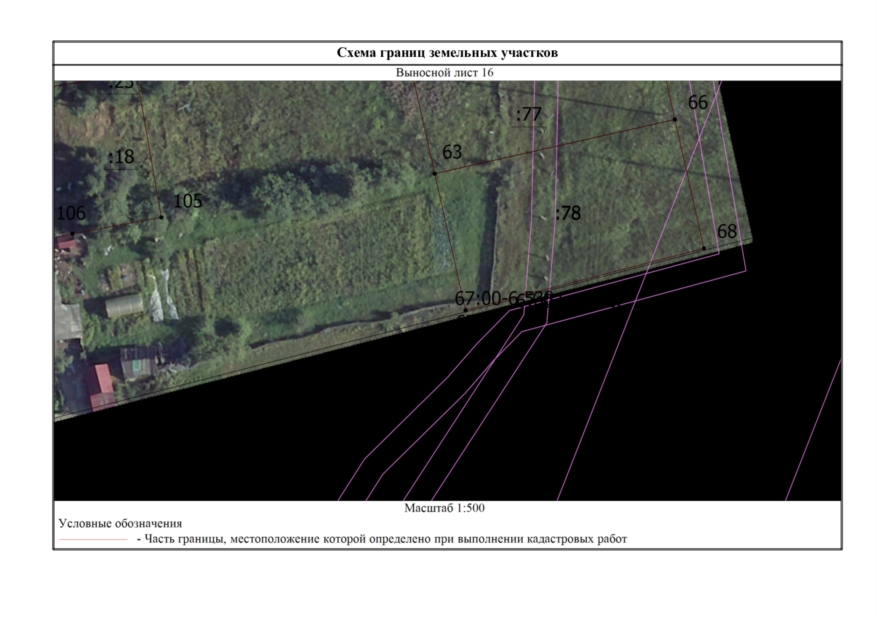 Схема границ земельных участков
Выносной лист 16
:23
66
:77
63
:18
105
106
:78
68
Масштаб 1:500
Условные обозначения
- Часть границы, местоположение которой определено при выполнении кадастровых работ